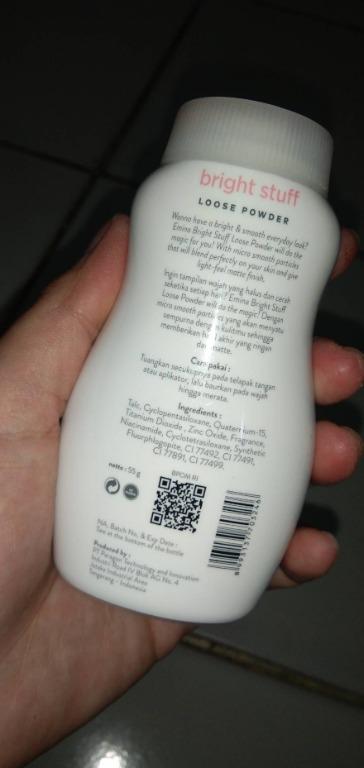 bright stuff
LOOSE POWDER
Wanna have a bright & smooth everyday look?
Emina Bright Stuff Loose Powder will do the
magic for you! With micro smooth particles
that will blend perfectly on your skin and give
light-feel matte finish.
Ingin tampilan wajah yang halus dan cerah
seketika setiap hari? Emina Bright Stuff
Loose Powder will do the magic! Dengan
micro smooth particles yang akan menyatu
sempurna dengan kulitmu sehingga
memberikan hasil akhir yang ringan
dan matte.
Cara pakai :
Tuangkan secukupnya pada telapak tangan
atau aplikator, lalu baurkan pada wajah
hingga merata.
Ingredients :
Talc, Cyclopentasiloxane, Quaternium-15,
Titanium Dioxide, Zinc Oxide, Fragrance,
Niacinamide, Cyclotetrasiloxane, Synthetic
Fluorphlogopite, CI 77492, CI 77491,
CI 77891, CI 77499.
netto : 55 g
BPOM RI
NA, Batch No, & Exp Date :
See at the bottom of the bottle
Produced by :
PT Paragon Technology and Innovation
Industri Road IV Blok AG No. 4
Jatake Industrial Area
Tangerang - Indonesia